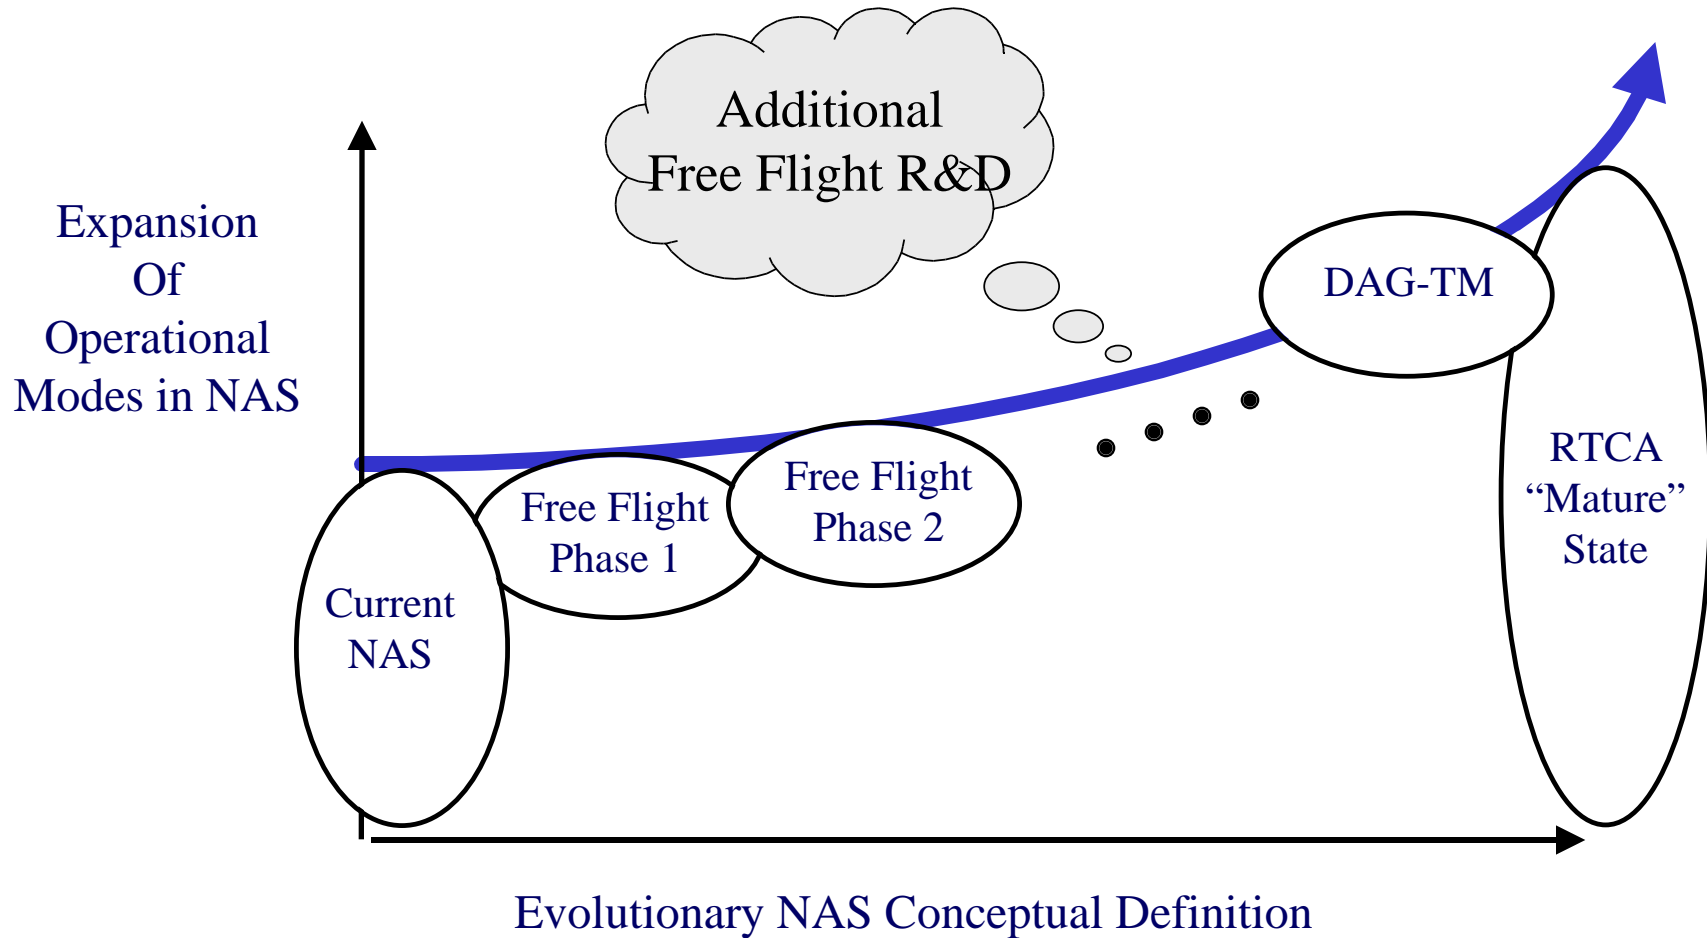 Additional
Free Flight R&D
Expansion
Of
Operational
Modes in NAS
DAG-TM
RTCA
“Mature”
State
Free Flight
Phase 2
Free Flight
Phase 1
Current
NAS
Evolutionary NAS Conceptual Definition